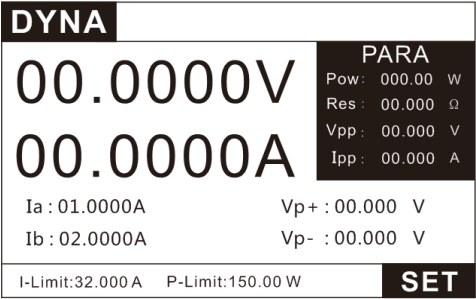 DYNA
00.0000V
00.0000A
PARA
Pow: 000.00 W
Res: 00.000 Ω
Vpp: 00.000 V
Ipp: 00.000 A
Ia : 01.0000A
Vp+ : 00.000 V
Ib : 02.0000A
Vp- : 00.000 V
I-Limit:32.000 A P-Limit:150.00 W
SET